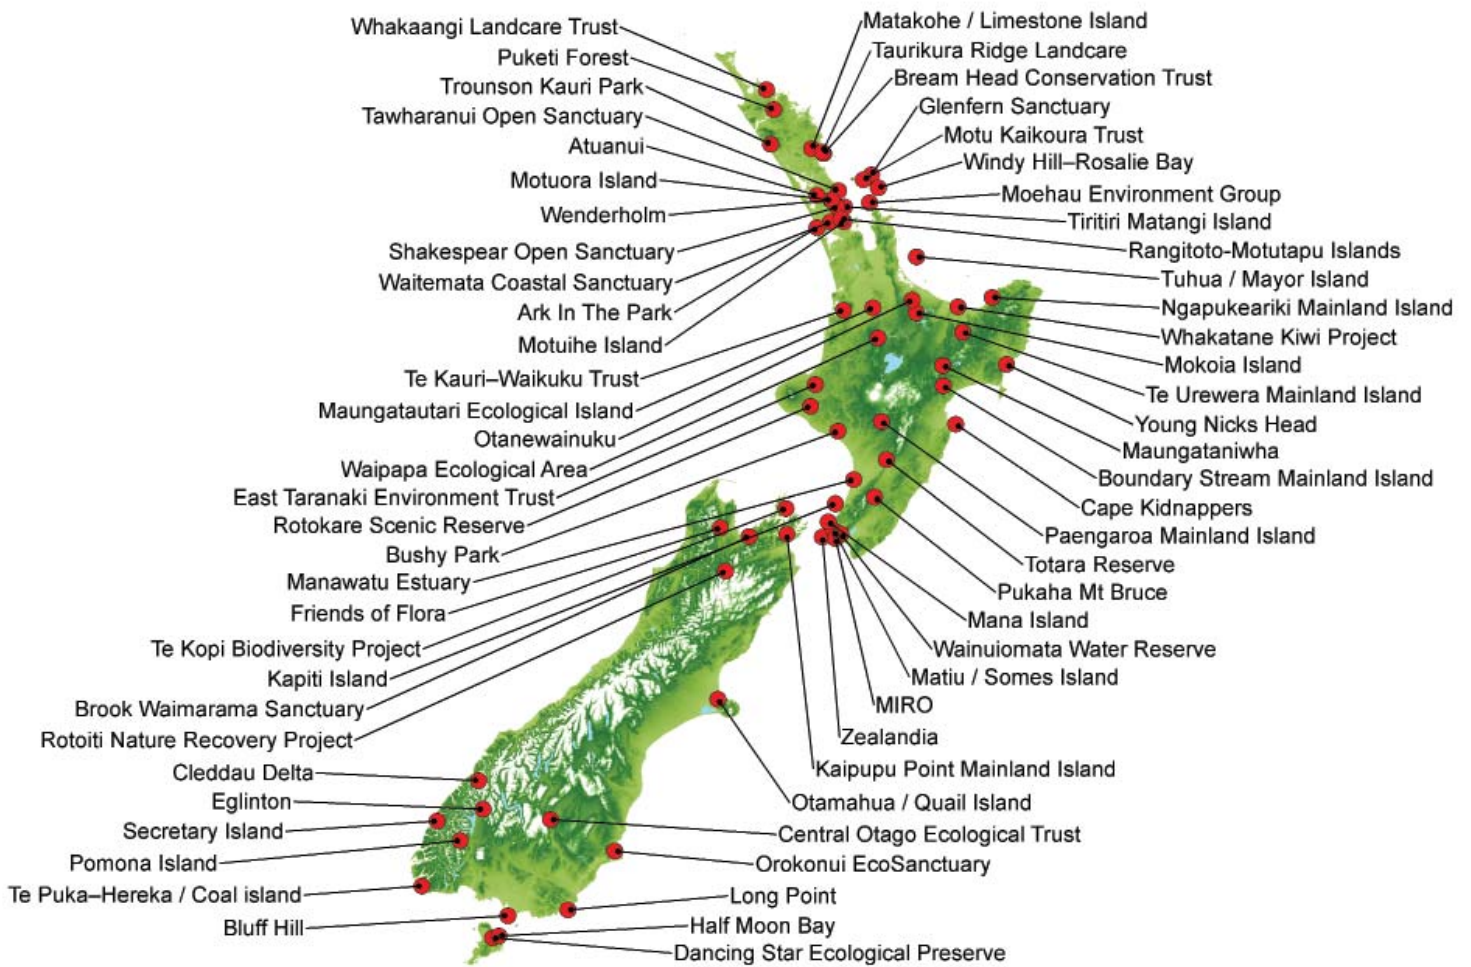 Whakaangi Landcare Trust
Puketi Forest
Trounson Kauri Park
Tawharanui Open Sanctuary
Atuanui
Motuora Island
Wenderholm
Shakespear Open Sanctuary
Waitemata Coastal Sanctuary
Ark In The Park
Motuihe Island
Te Kauri–Waikuku Trust
Maungatautari Ecological Island
Otanewainuku
Waipapa Ecological Area
East Taranaki Environment Trust
Rotokare Scenic Reserve
Bushy Park
Manawatu Estuary
Friends of Flora
Te Kopi Biodiversity Project
Kapiti Island
Brook Waimarama Sanctuary
Rotoiti Nature Recovery Project
Cleddau Delta
Eglinton
Secretary Island
Pomona Island
Te Puka–Hereka / Coal island
Bluff Hill
Matakohe / Limestone Island
Taurikura Ridge Landcare
Bream Head Conservation Trust
Glenfern Sanctuary
Motu Kaikoura Trust
Windy Hill–Rosalie Bay
Moehau Environment Group
Tiritiri Matangi Island
Rangitoto-Motutapu Islands
Tuhua / Mayor Island
Ngapukeariki Mainland Island
Whakatane Kiwi Project
Mokoia Island
Te Urewera Mainland Island
Young Nicks Head
Maungataniwha
Boundary Stream Mainland Island
Cape Kidnappers
Paengaroa Mainland Island
Totara Reserve
Pukaha Mt Bruce
Mana Island
Wainuiomata Water Reserve
Matiu / Somes Island
MIRO
Zealandia
Kaipupu Point Mainland Island
Otamahua / Quail Island
Central Otago Ecological Trust
Orokonui EcoSanctuary
Long Point
Half Moon Bay
Dancing Star Ecological Preserve